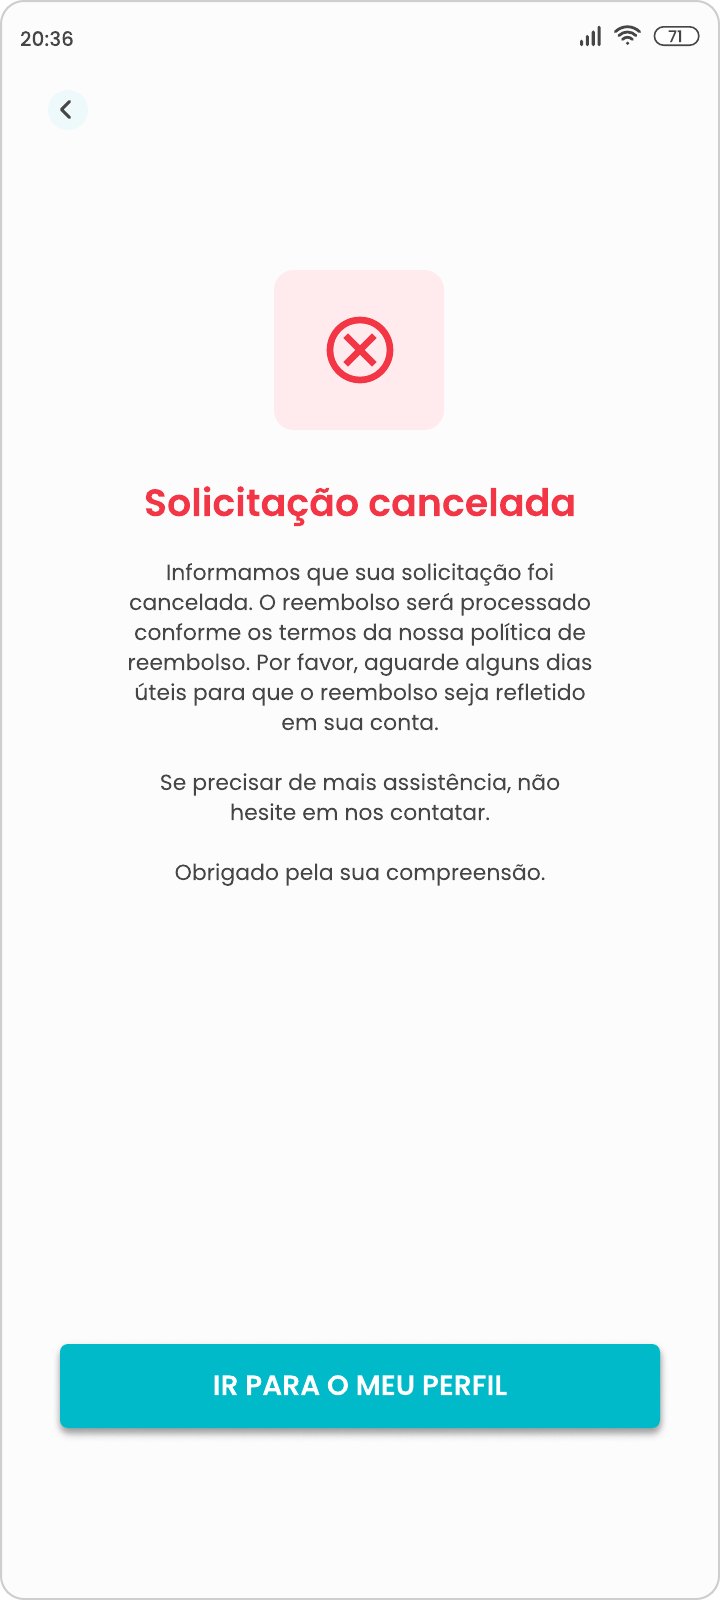 20:36
71
Solicitação cancelada
Informamos que sua solicitação foi
cancelada. O reembolso será processado
conforme os termos da nossa política de
reembolso. Por favor, aguarde alguns dias
úteis para que o reembolso seja refletido
em sua conta.
Se precisar de mais assistência, não
hesite em nos contatar.
Obrigado pela sua compreensão.
IR PARA O MEU PERFIL